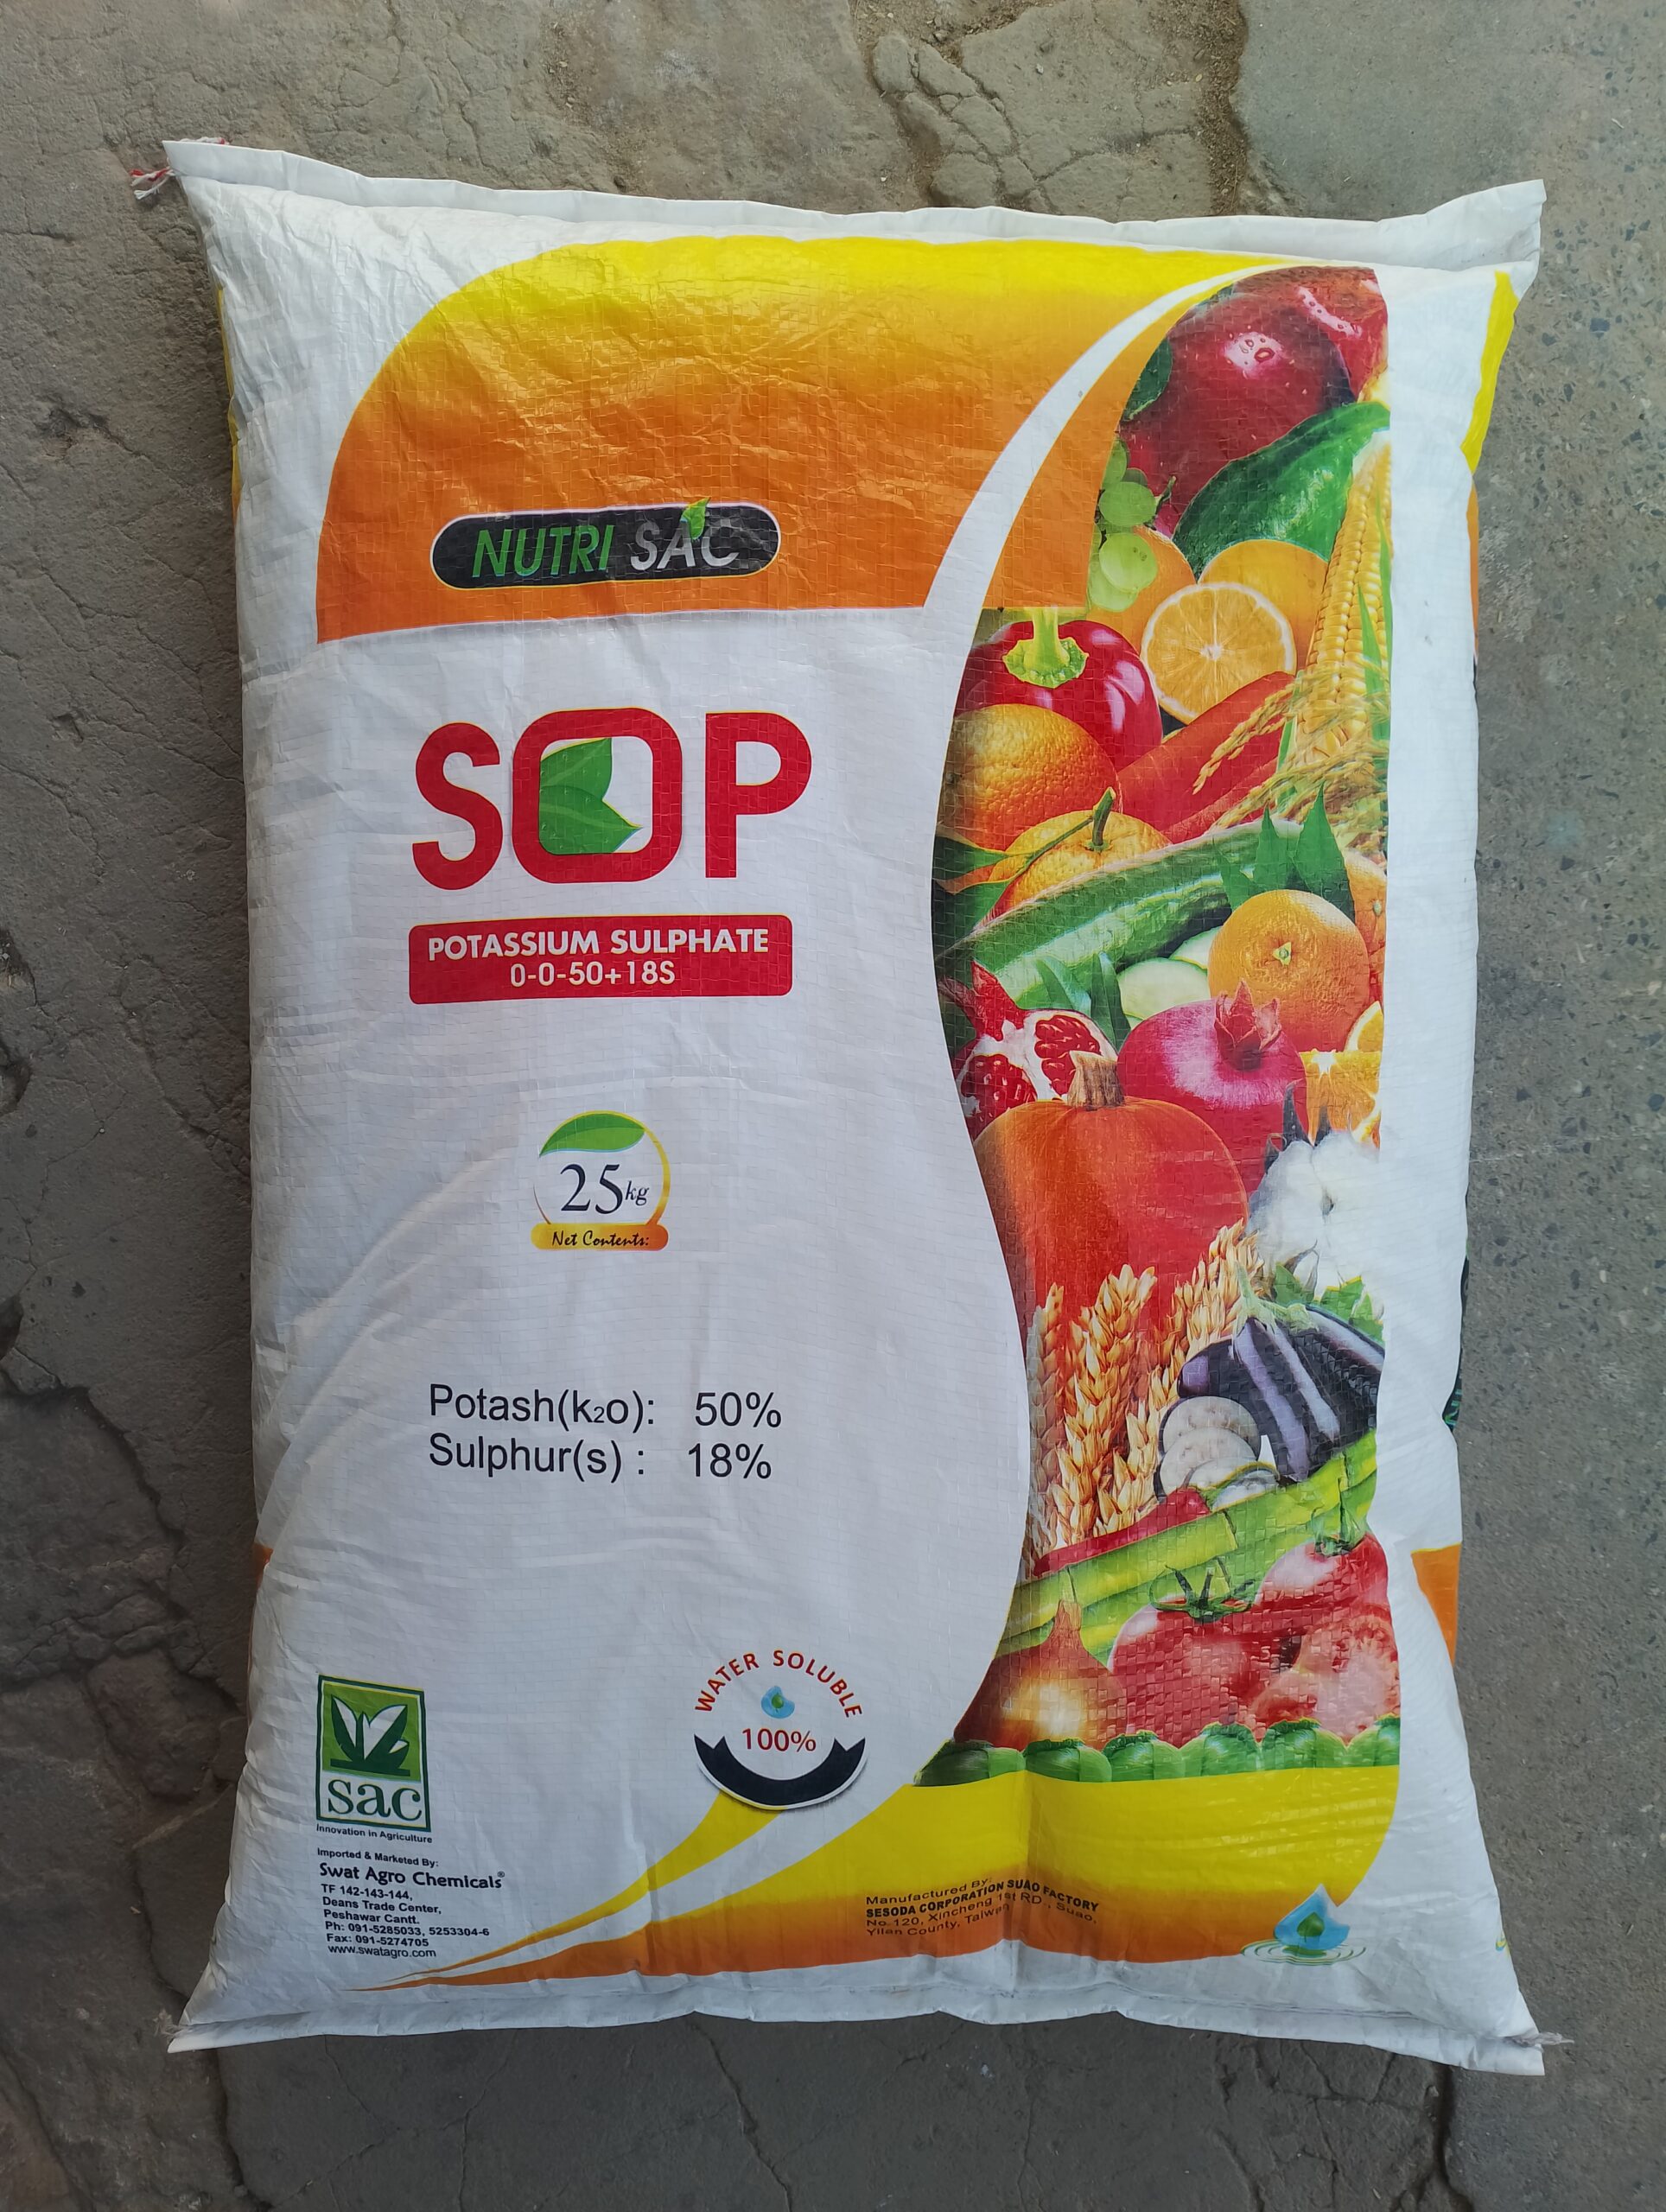 NUTRI SAC
SOP
POTASSIUM SULPHATE
0-0-50+18S
25kg
Net Contents:
Potash(k₂o): 50%
Sulphur(s) : 18%
WATER SOLUBLE
100%
sac
Innovation in Agriculture
Imported & Marketed By:
Swat Agro Chemicals®
TF 142-143-144,
Deans Trade Center,
Peshawar Cantt.
Ph: 091-5285033, 5253304-6
Fax: 091-5274705
www.swatagro.com
Manufactured By:
SESODA CORPORATION SUAO FACTORY
No. 120, Xincheng 1st RD., Suao,
Yilan County, Taiwan